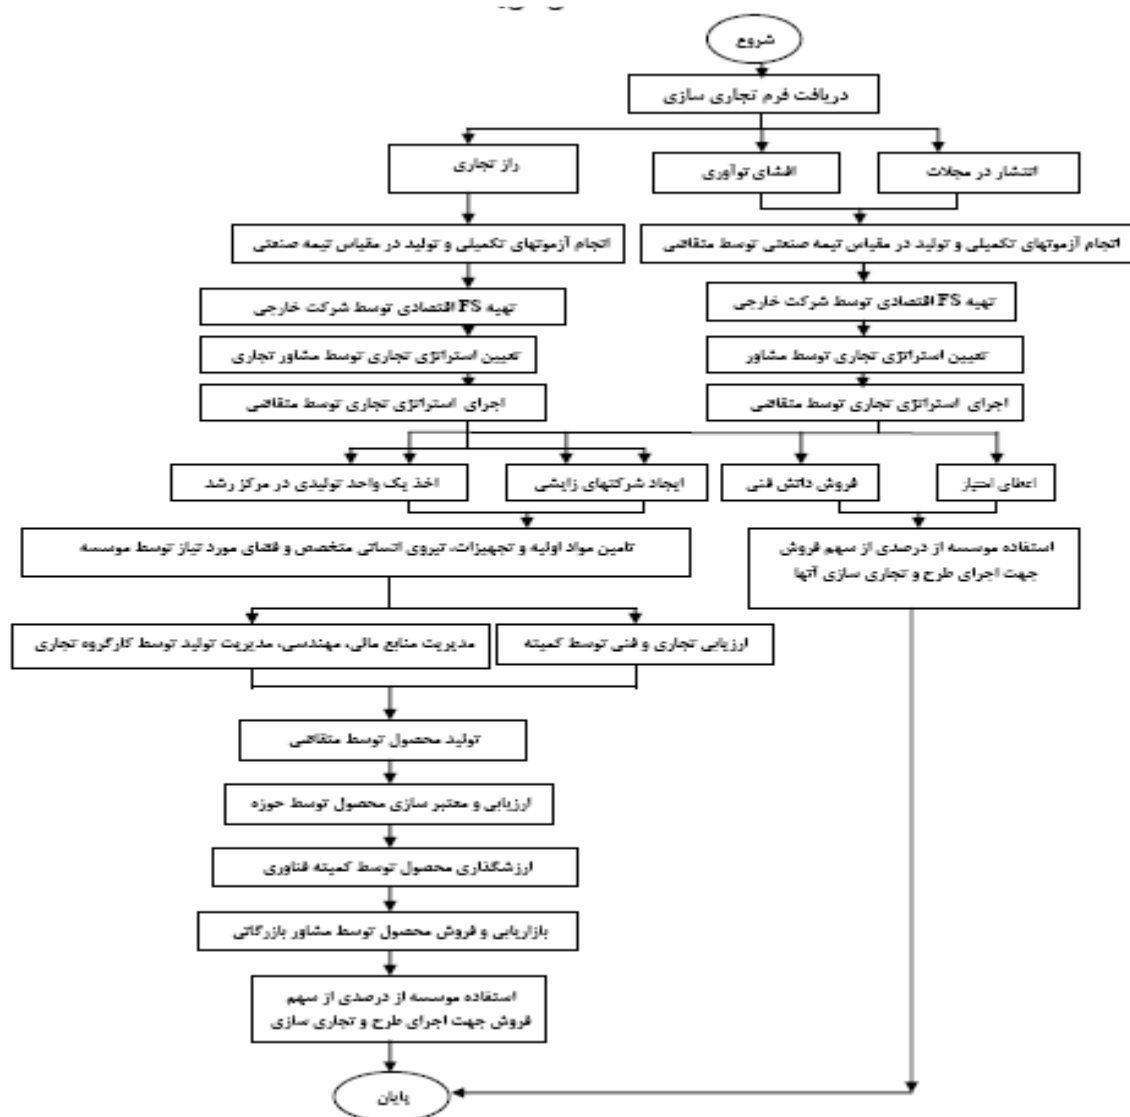 شروع
دریافت فرم تجاری سازی
انتشار در مجلات
افشای نوآوری
راز تجاری
انجام آزمونهای تکمیلی و تولید در مقیاس نیمه صنعتی توسط متقاضی
انجام آزمونهای تکمیلی و تولید در مقیاس نیمه صنعتی
تهیه FS اقتصادی توسط شرکت خارجی
تهیه FS اقتصادی توسط شرکت خارجی
تعیین استراتژی تجاری توسط مشاور
تعیین استراتژی تجاری توسط مشاور تجاری
اجرای استراتژی تجاری توسط متقاضی
اجرای استراتژی تجاری توسط متقاضی
اعطای امتیاز
فروش دانش فنی
ایجاد شرکتهای زایشی
اخذ یک واحد تولیدی در مرکز رشد
استفاده موسسه از درصدی از سهم فروش
جهت اجرای طرح و تجاری سازی آنها
تامین مواد اولیه و تجهیزات، نیروی انسانی متخصص و فضای مورد نیاز توسط موسسه
ارزیابی تجاری و فنی توسط کمیته
مدیریت منابع مالی، مهندسی، مدیریت تولید توسط کارگروه تجاری
تولید محصول توسط متقاضی
ارزیابی و معتبر سازی محصول توسط حوزه
ارزشگذاری محصول توسط کمیته فناوری
بازاریابی و فروش محصول توسط مشاور بازرگانی
استفاده موسسه از درصدی از سهم
فروش جهت اجرای طرح و تجاری سازی
پایان